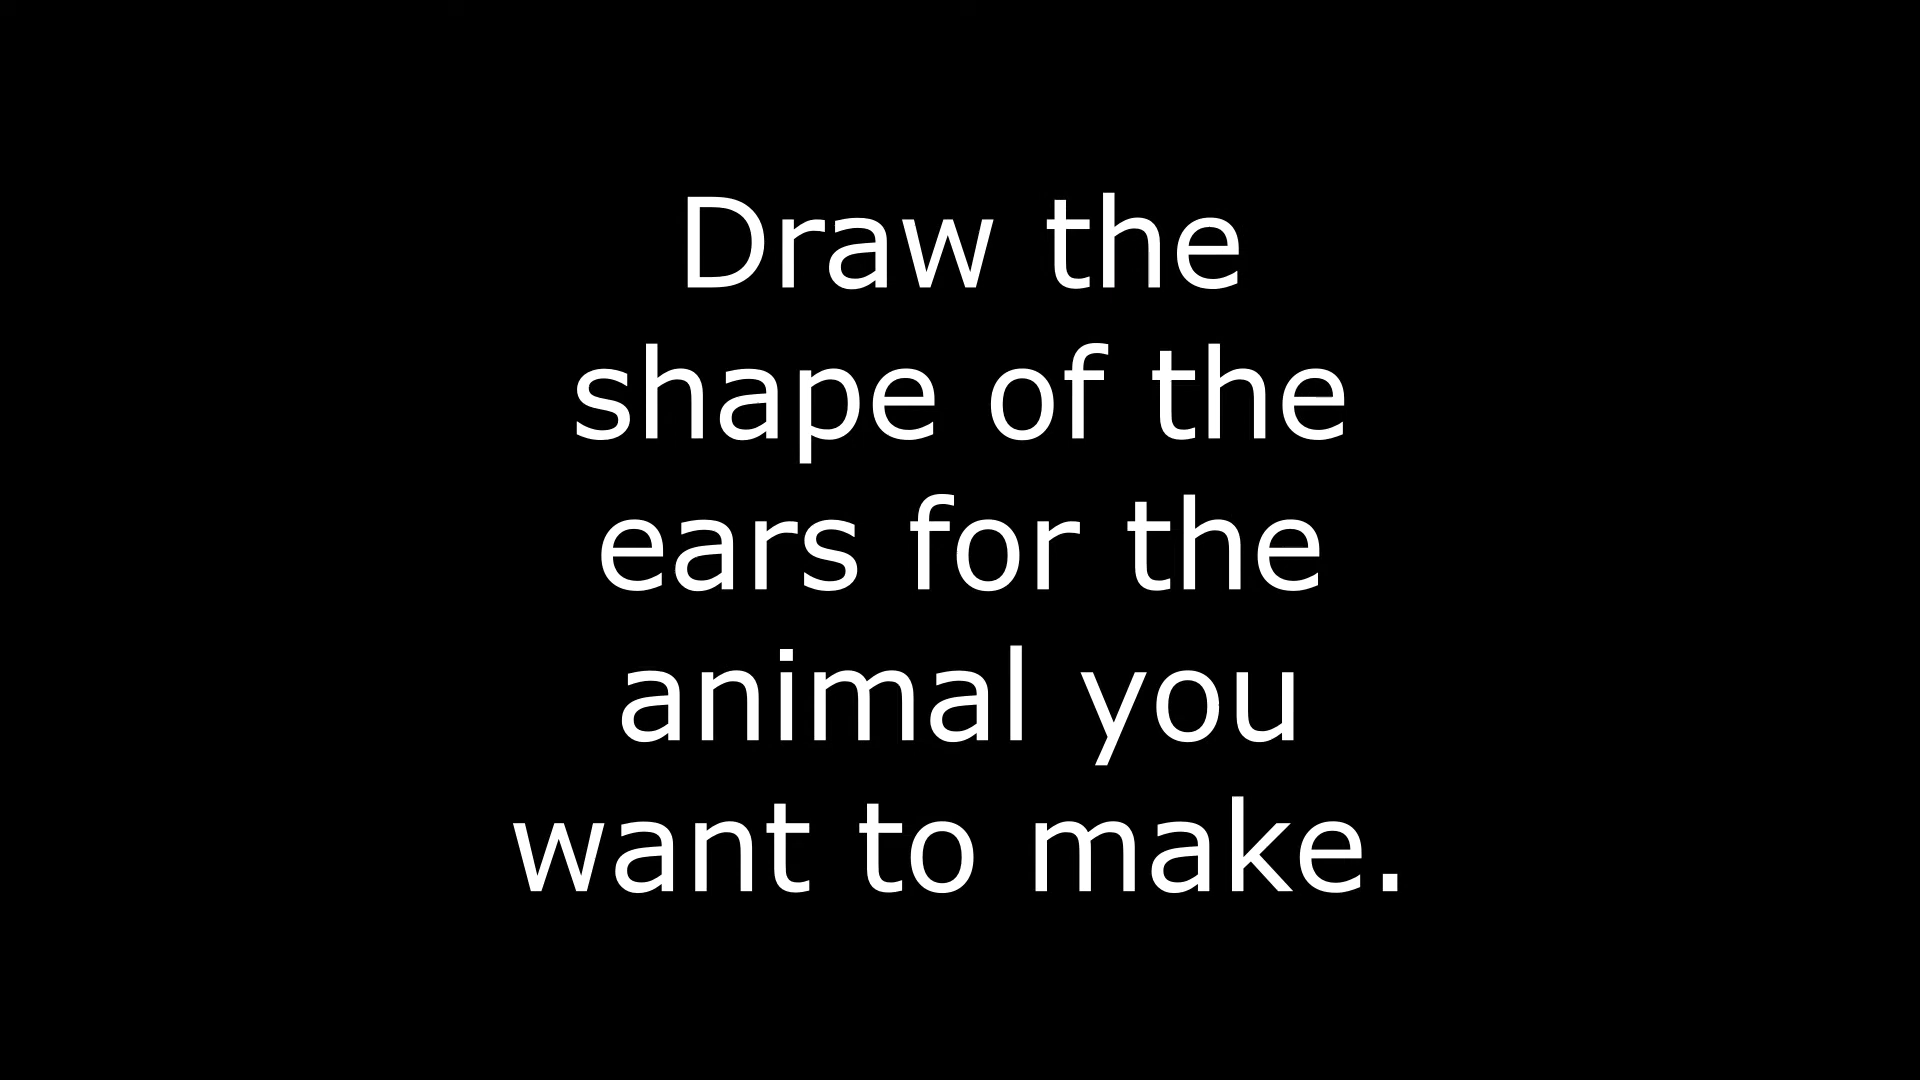 Draw the
shape of the
ears for the
animal you
want to make.